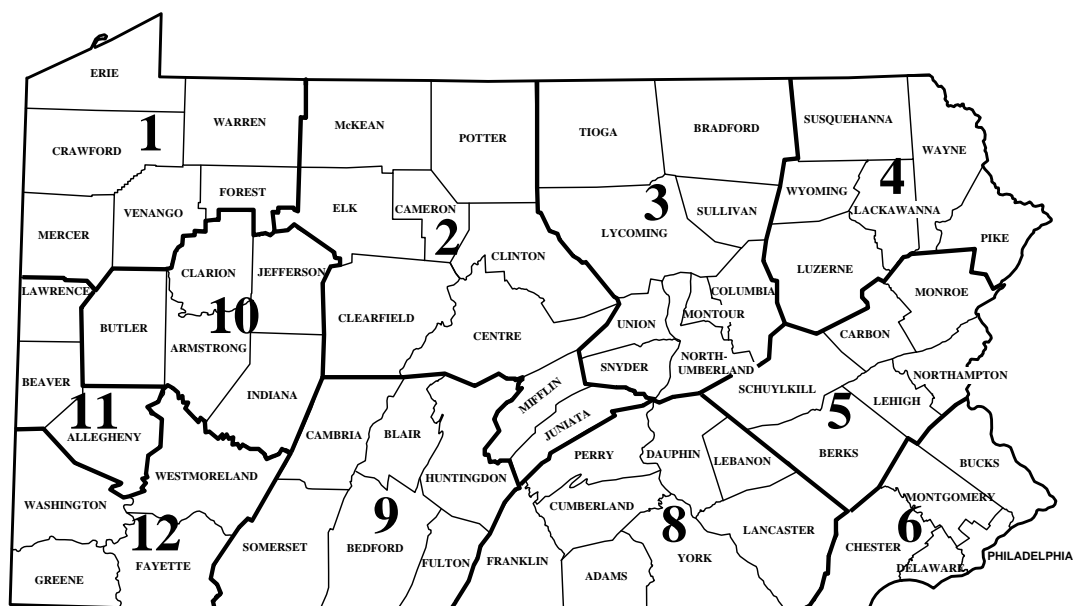 ERIE
1
CRAWFORD
WARREN
McKEAN
POTTER
TIOGA
BRADFORD
SUSQUEHANNA
WAYNE
VENANGO
FOREST
ELK
CAMERON
2
3
SULLIVAN
WYOMING
4
LACKAWANNA
MERCER
LYCOMING
PIKE
CLARION
JEFFERSON
CLINTON
LUZERNE
LAWRENCE
COLUMBIA
MONROE
BUTLER
10
CLEARFIELD
UNION
MONTOUR
ARMSTRONG
CENTRE
CARBON
BEAVER
INDIANA
SNYDER
NORTH-
UMBERLAND
SCHUYLKILL
NORTHAMPTON
11
ALLEGHENY
MIFFLIN
JUNIATA
LEHIGH
5
CAMBRIA
BLAIR
PERRY
DAUPHIN
LEBANON
BERKS
BUCKS
WESTMORELAND
HUNTINGDON
WASHINGTON
CUMBERLAND
MONTGOMERY
12
9
8
6
LANCASTER
CHESTER
SOMERSET
BEDFORD
FAYETTE
FULTON
FRANKLIN
YORK
DELAWARE
PHILADELPHIA
GREENE
ADAMS